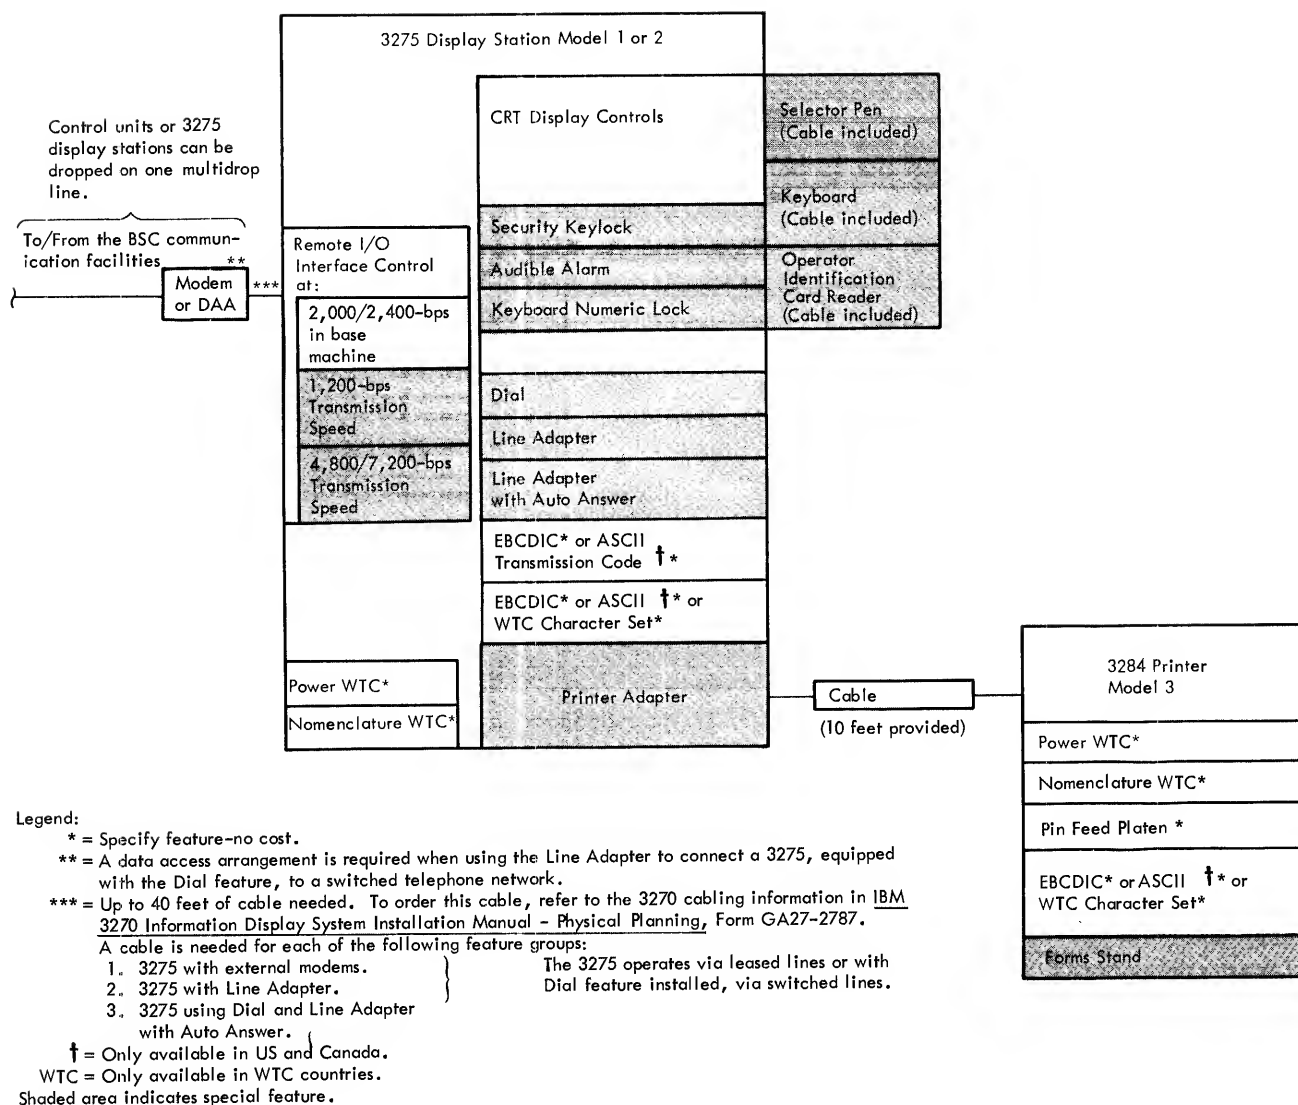 3275 Display Station Model 1 or 2
CRT Display Controls
Selector Pen
(Cable included)
Control units or 3275
display stations can be
dropped on one multidrop
line.
Keyboard
(Cable included)
To/From the BSC commun-
ication facilities **
Modem
or DAA
***
Remote I/O
Interface Control
at:
2,000/2,400-bps
in base
machine
1,200-bps
Transmission
Speed
4,800/7,200-bps
Transmission
Speed
Security Keylock
Audible Alarm
Keyboard Numeric Lock
Operator
Identification
Card Reader
(Cable included)
Dial
Line Adapter
Line Adapter
with Auto Answer
EBCDIC* or ASCII
Transmission Code †*
EBCDIC* or ASCII †* or
WTC Character Set*
Power WTC*
Nomenclature WTC*
Printer Adapter
Cable
(10 feet provided)
3284 Printer
Model 3
Power WTC*
Nomenclature WTC*
Pin Feed Platen *
EBCDIC* or ASCII †* or
WTC Character Set*
Forms Stand
Legend:
* = Specify feature-no cost.
** = A data access arrangement is required when using the Line Adapter to connect a 3275, equipped
with the Dial feature, to a switched telephone network.
*** = Up to 40 feet of cable needed. To order this cable, refer to the 3270 cabling information in IBM
3270 Information Display System Installation Manual - Physical Planning, Form GA27-2787.
A cable is needed for each of the following feature groups:
1. 3275 with external modems.
2. 3275 with Line Adapter.
3. 3275 using Dial and Line Adapter
with Auto Answer.
The 3275 operates via leased lines or with
Dial feature installed, via switched lines.
† = Only available in US and Canada.
WTC = Only available in WTC countries.
Shaded area indicates special feature.